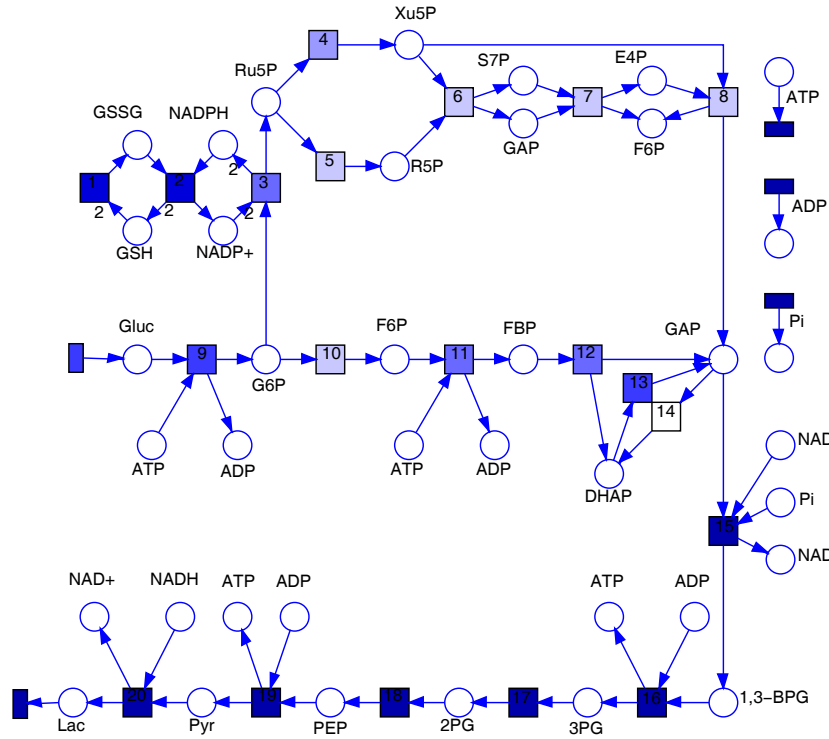 Xu5P
4
S7P
E4P
Ru5P
6
7
8
ATP
GSSG
NADPH
GAP
F6P
5
R5P
1
2
3
2
2
2
2
GSH
NADP+
ADP
Pi
Gluc
F6P
FBP
GAP
9
10
11
12
G6P
13
14
ATP
ADP
ATP
ADP
DHAP
NAD
Pi
15
NAD
NAD+
NADH
ATP
ADP
ATP
ADP
20
19
18
17
16
1,3−BPG
Lac
Pyr
PEP
2PG
3PG